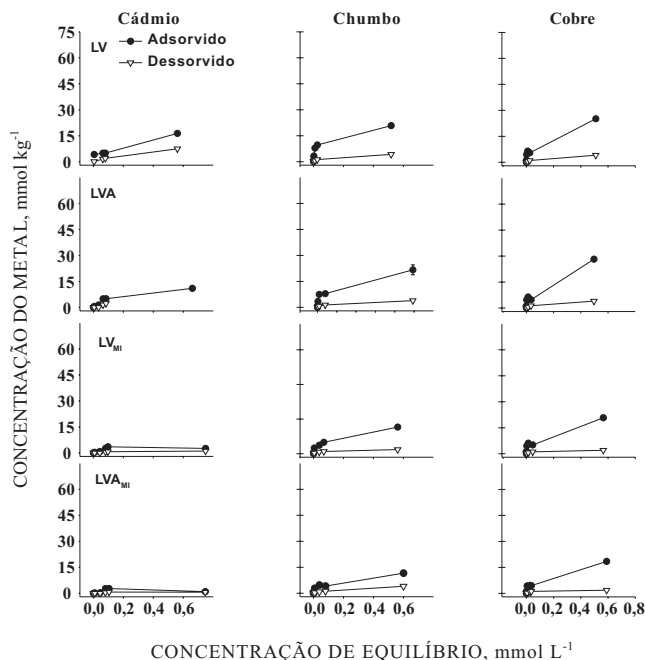 Cádmio Chumbo Cobre
75 LV Adsorvido
60 Dessorvido
45
30
15
0
LVA
60
45
30
15
0
LV_MI
60
45
30
15
0
LVA_MI
60
45
30
15
0
0,0 0,2 0,4 0,6 0,0 0,2 0,4 0,6 0,0 0,2 0,4 0,6 0,8
CONCENTRAÇÃO DO METAL, mmol kg⁻¹
CONCENTRAÇÃO DE EQUILÍBRIO, mmol L⁻¹